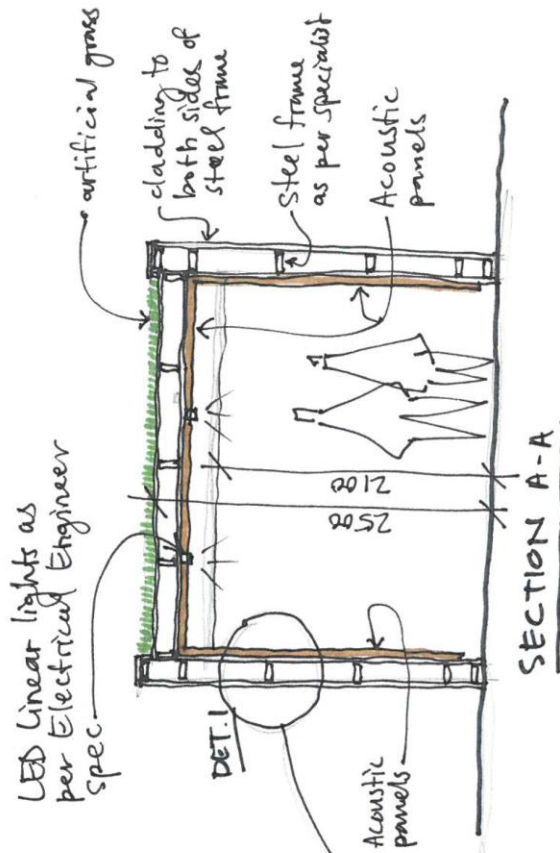 LED Linear lights as
per Electrical Engineer
Spec.
artificial grass
cladding to
both sides of
steel frame
Steel frame
as per specialist
Acoustic
panels
DET.1
2100
2500
Acoustic
panels
SECTION A-A